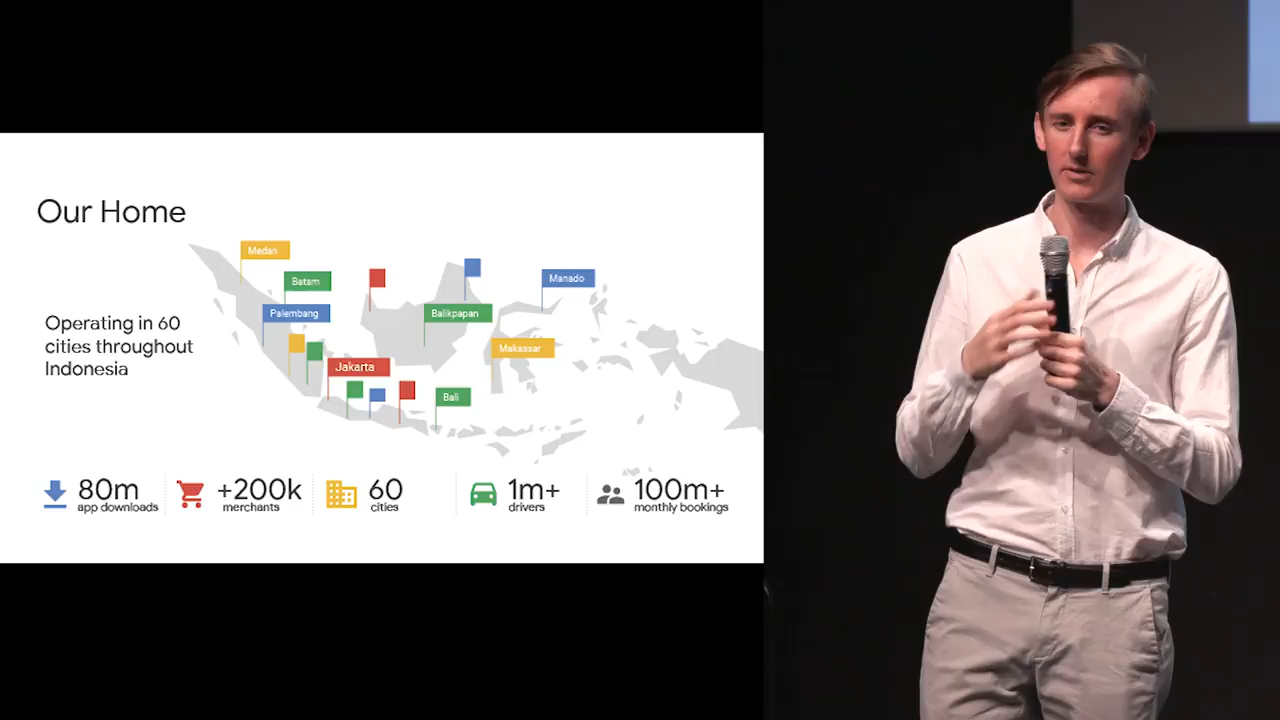 Our Home
Medan
Batam
Manado
Palembang
Balikpapan
Operating in 60
cities throughout
Indonesia
Makassar
Jakarta
Bali
80m
app downloads
+200k
merchants
60
cities
1m+
drivers
100m+
monthly bookings